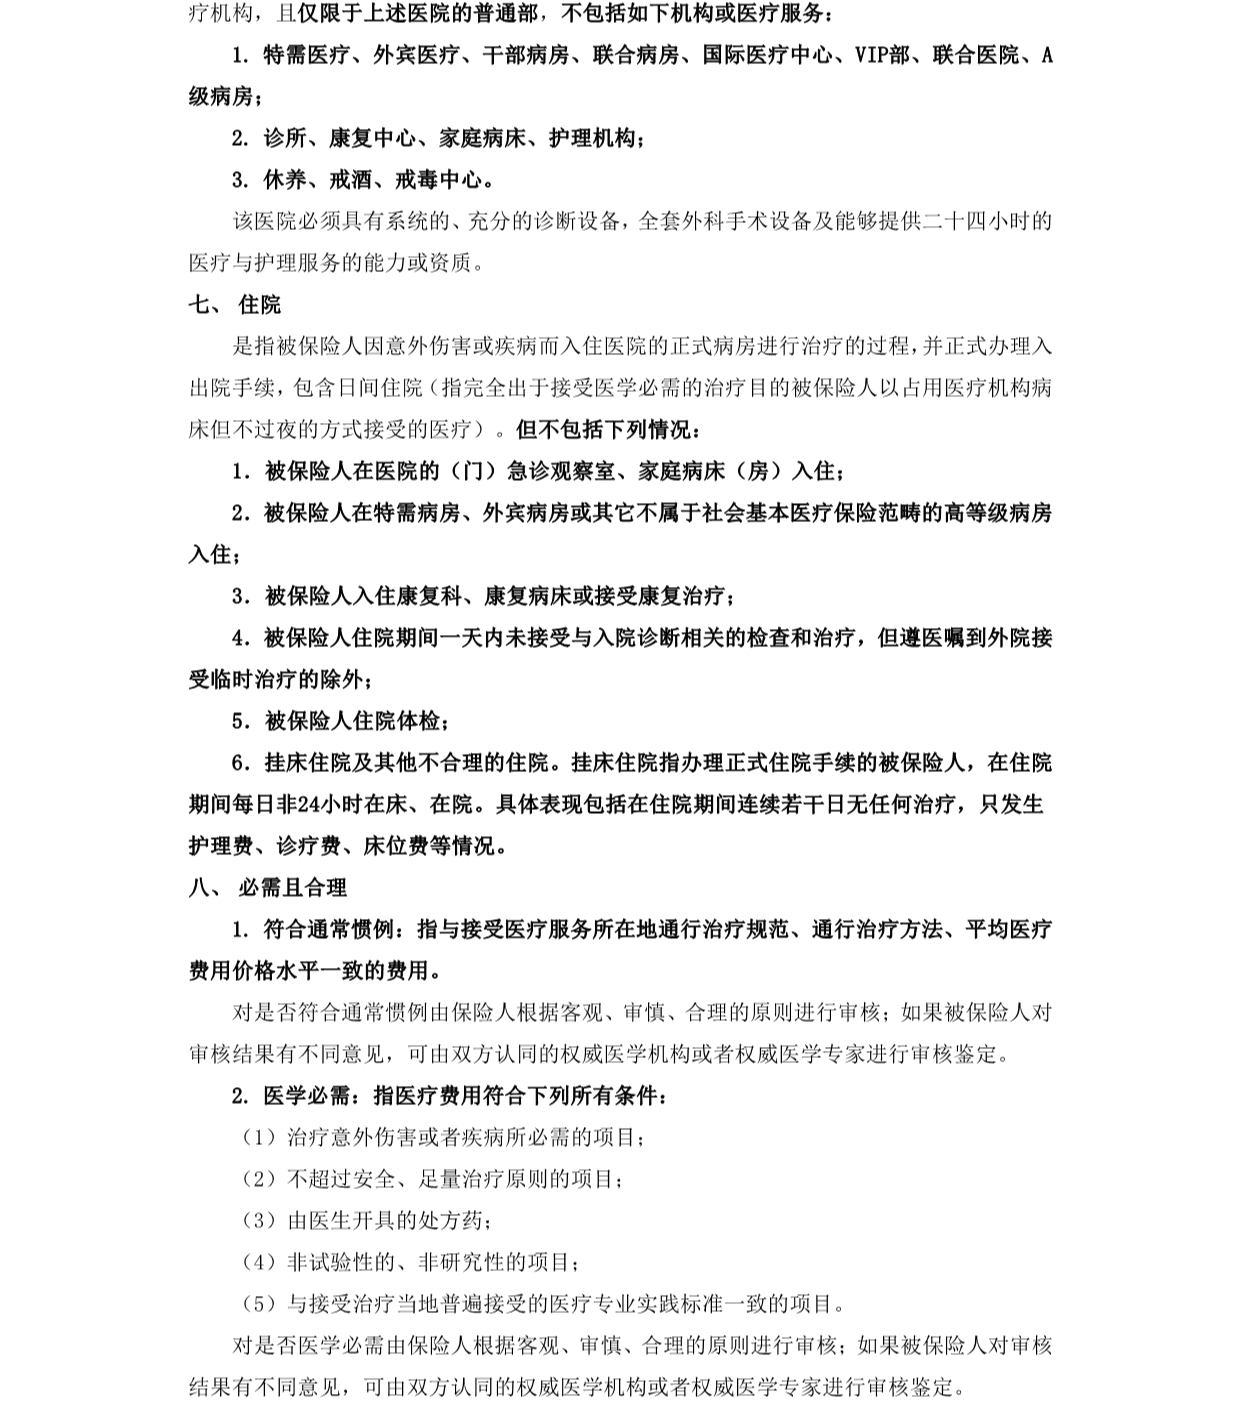 疗机构，且仅限于上述医院的普通部，不包括如下机构或医疗服务：
1. 特需医疗、外宾医疗、干部病房、联合病房、国际医疗中心、VIP部、联合医院、A
级病房；
2. 诊所、康复中心、家庭病床、护理机构；
3. 休养、戒酒、戒毒中心。
该医院必须具有系统的、充分的诊断设备，全套外科手术设备及能够提供二十四小时的
医疗与护理服务的能力或资质。
七、 住院
是指被保险人因意外伤害或疾病而入住医院的正式病房进行治疗的过程，并正式办理入
出院手续，包含日间住院（指完全出于接受医学必需的治疗目的被保险人以占用医疗机构病
床但不过夜的方式接受的医疗）。但不包括下列情况：
1. 被保险人在医院的（门）急诊观察室、家庭病床（房）入住；
2. 被保险人在特需病房、外宾病房或其它不属于社会基本医疗保险范畴的高等级病房
入住；
3. 被保险人入住康复科、康复病床或接受康复治疗；
4. 被保险人住院期间一天内未接受与入院诊断相关的检查和治疗，但遵医嘱到外院接
受临时治疗的除外；
5. 被保险人住院体检；
6. 挂床住院及其他不合理的住院。挂床住院指办理正式住院手续的被保险人，在住院
期间每日非24小时在床、在院。具体表现包括在住院期间连续若干日无任何治疗，只发生
护理费、诊疗费、床位费等情况。
八、 必需且合理
1. 符合通常惯例：指与接受医疗服务所在地通行治疗规范、通行治疗方法、平均医疗
费用价格水平一致的费用。
对是否符合通常惯例由保险人根据客观、审慎、合理的原则进行审核；如果被保险人对
审核结果有不同意见，可由双方认同的权威医学机构或者权威医学专家进行审核鉴定。
2. 医学必需：指医疗费用符合下列所有条件：
（1）治疗意外伤害或者疾病所必需的项目；
（2）不超过安全、足量治疗原则的项目；
（3）由医生开具的处方药；
（4）非试验性的、非研究性的项目；
（5）与接受治疗当地普遍接受的医疗专业实践标准一致的项目。
对是否医学必需由保险人根据客观、审慎、合理的原则进行审核；如果被保险人对审核
结果有不同意见，可由双方认同的权威医学机构或者权威医学专家进行审核鉴定。